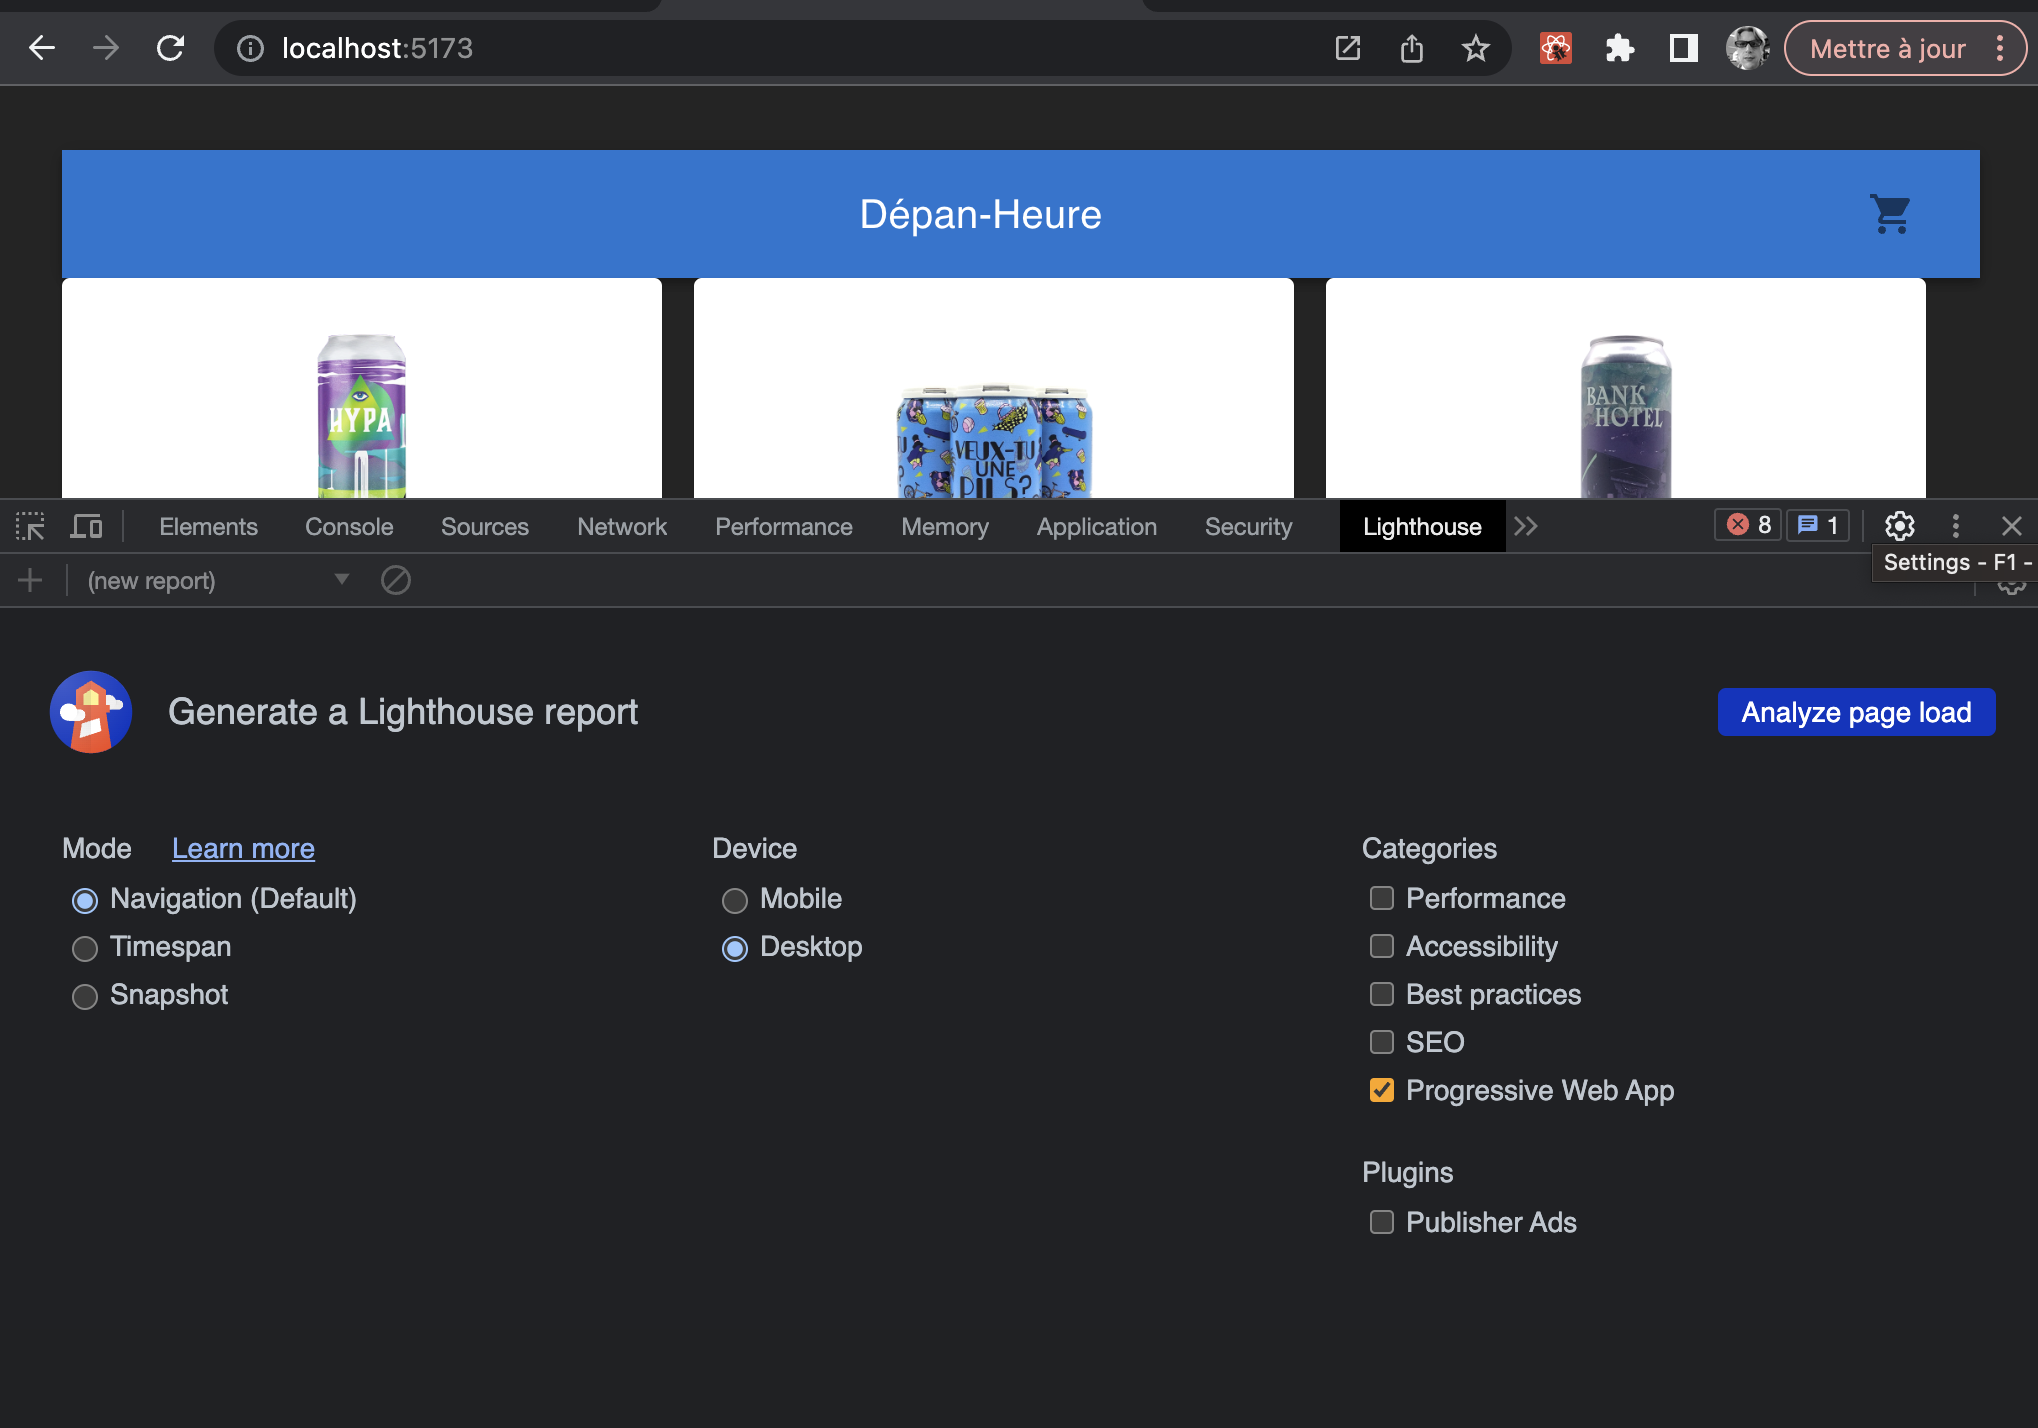 localhost:5173
Mettre à jour
Dépan-Heure
HYPA
VEUX-TU
UNE
PILS?
BANK
HOTEL
Elements Console Sources Network Performance Memory Application Security Lighthouse 8 1
Settings - F1 -
(new report)
Generate a Lighthouse report
Analyze page load
Mode Learn more
Navigation (Default)
Timespan
Snapshot
Device
Mobile
Desktop
Categories
Performance
Accessibility
Best practices
SEO
Progressive Web App
Plugins
Publisher Ads